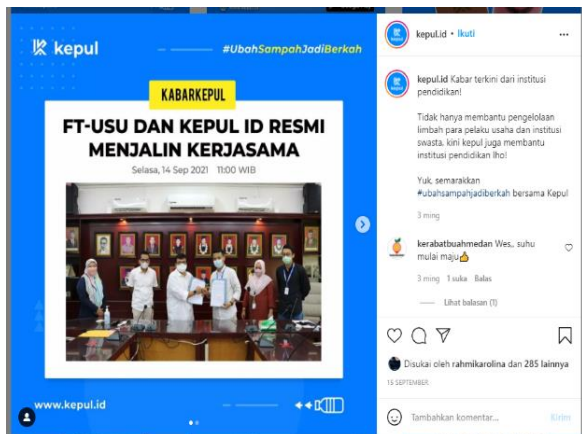 kepul
#UbahSampahJadiBerkah
KABARKEPUL
FT-USU DAN KEPUL ID RESMI
MENJALIN KERJASAMA
Selasa, 14 Sep 2021 11:00 WIB
www.kepul.id
kepul.id • Ikuti
kepul.id Kabar terkini dari institusi
pendidikan!
Tidak hanya membantu pengelolaan
limbah para pelaku usaha dan institusi
swasta, kini kepul juga membantu
institusi pendidikan lho!
Yuk, semarakkan
#ubahsampahjadiberkah bersama Kepul
3 ming
kerabatbuahmedan Wes,, suhu
mulai maju👍
3 ming 1 suka Balas
Lihat balasan (1)
Disukai oleh rahmikarolina dan 285 lainnya
15 SEPTEMBER
Tambahkan komentar... Kirim